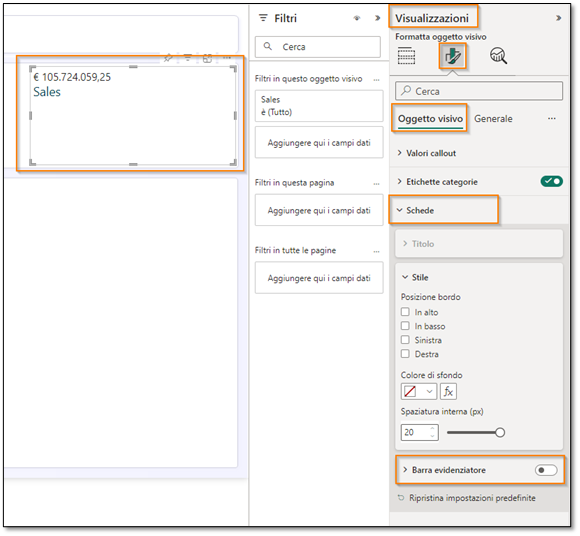 € 105.724.059,25
Sales
Filtri
Cerca
Filtri in questo oggetto visivo
...
Sales
è (Tutto)
Aggiungere qui i campi dati
Filtri in questa pagina
...
Aggiungere qui i campi dati
Filtri in tutte le pagine
...
Aggiungere qui i campi dati
Visualizzazioni
Formatta oggetto visivo
Cerca
Oggetto visivo
Generale
...
Valori callout
Etichette categorie
Schede
Titolo
Stile
Posizione bordo
In alto
In basso
Sinistra
Destra
Colore di sfondo
fx
Spaziatura interna (px)
20
Barra evidenziatore
Ripristina impostazioni predefinite